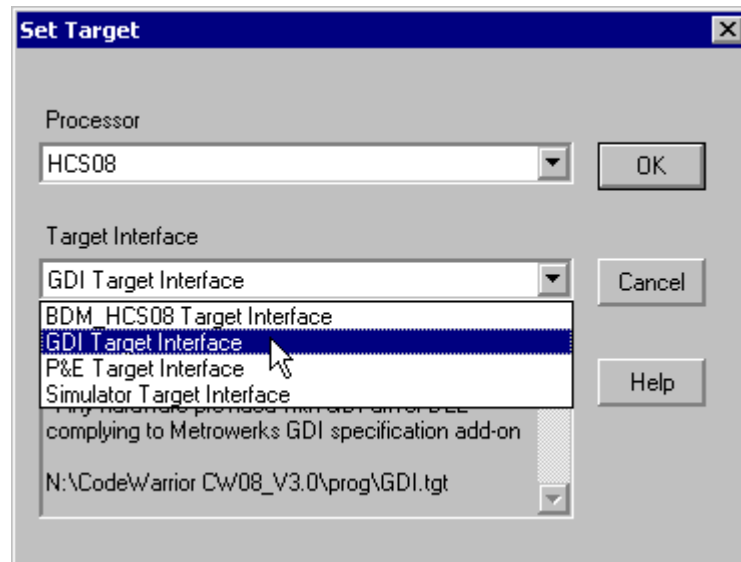 Set Target
Processor
HCS08
OK
Target Interface
GDI Target Interface
Cancel
BDM_HCS08 Target Interface
GDI Target Interface
P&E Target Interface
Simulator Target Interface
Help
complying to Metrowerks GDI specification add-on
N:\CodeWarrior CW08_V3.0\prog\GDI.tgt